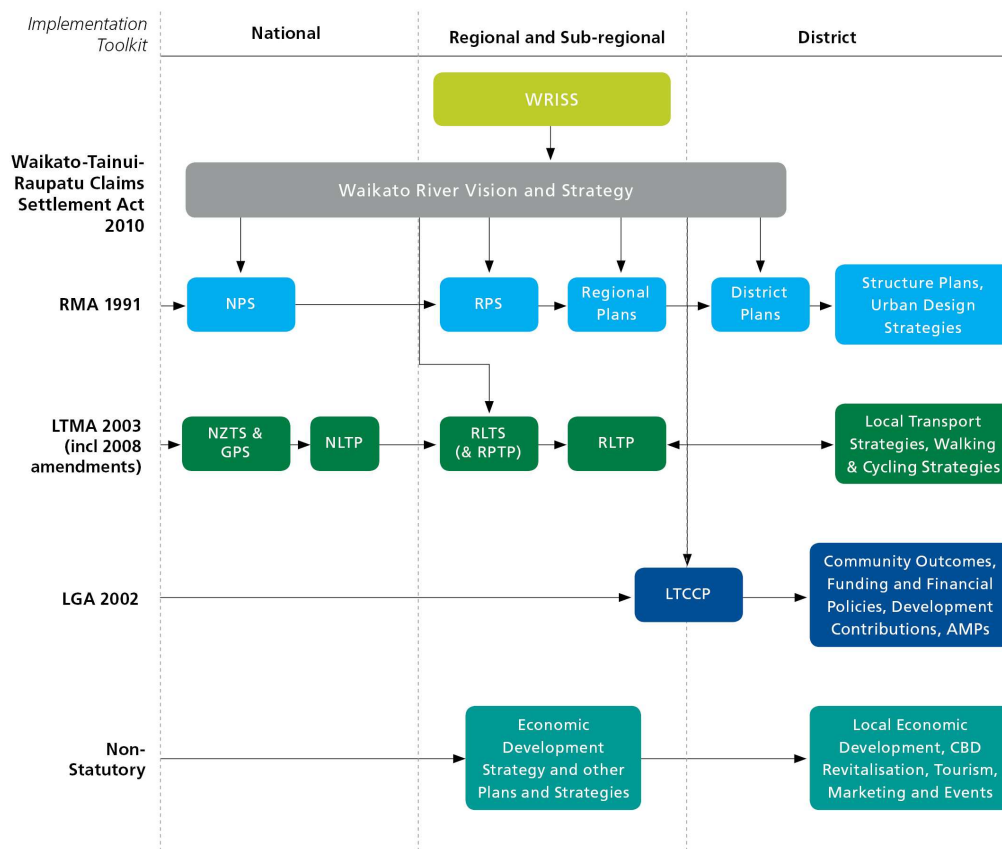 Implementation
Toolkit
National
Regional and Sub-regional
District
WRISS
Waikato-Tainui-
Raupatu Claims
Settlement Act
2010
Waikato River Vision and Strategy
RMA 1991
NPS
RPS
Regional
Plans
District
Plans
Structure Plans,
Urban Design
Strategies
LTMA 2003
(incl 2008
amendments)
NZTS &
GPS
NLTP
RLTS
(& RPTP)
RLTP
Local Transport
Strategies, Walking
& Cycling Strategies
LGA 2002
LTCCP
Community Outcomes,
Funding and Financial
Policies, Development
Contributions, AMPs
Non-
Statutory
Economic
Development
Strategy and other
Plans and Strategies
Local Economic
Development, CBD
Revitalisation, Tourism,
Marketing and Events